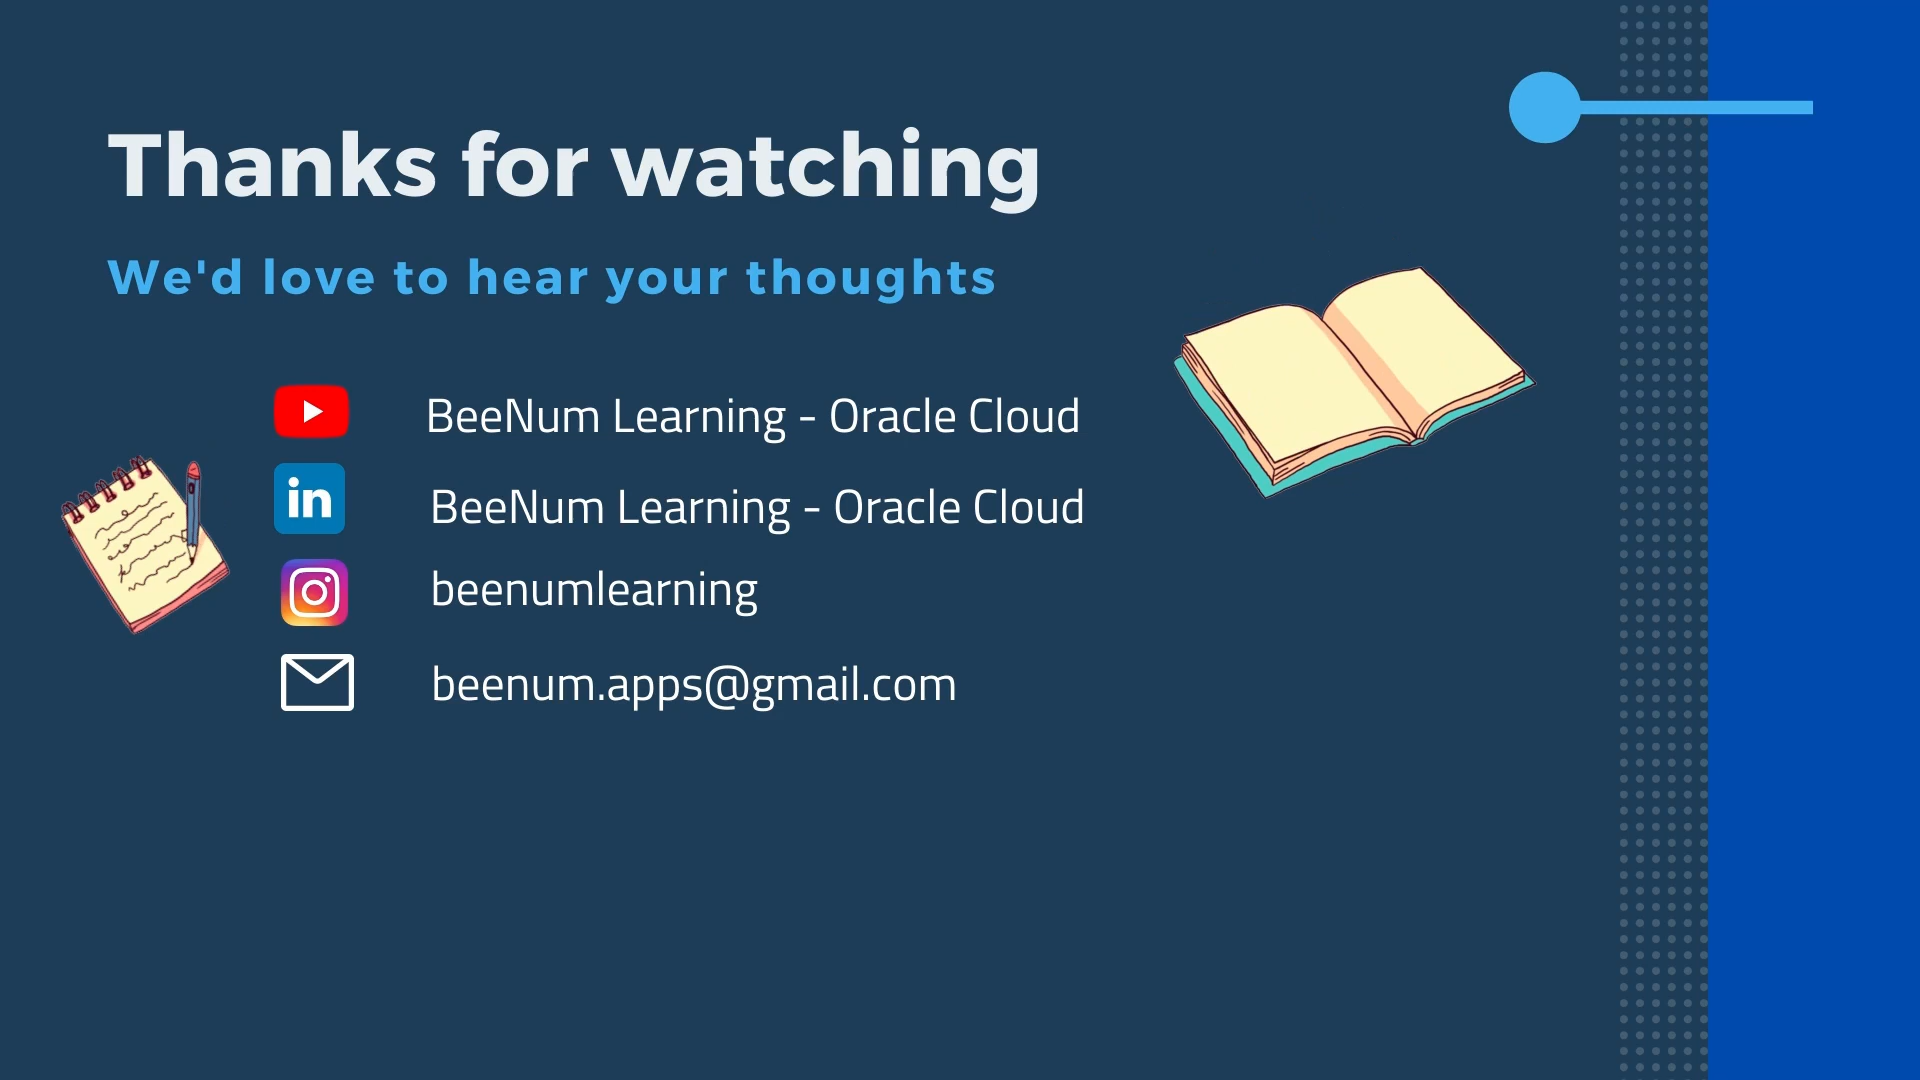 Thanks for watching
We'd love to hear your thoughts
BeeNum Learning - Oracle Cloud
in
BeeNum Learning - Oracle Cloud
beenumlearning
beenum.apps@gmail.com